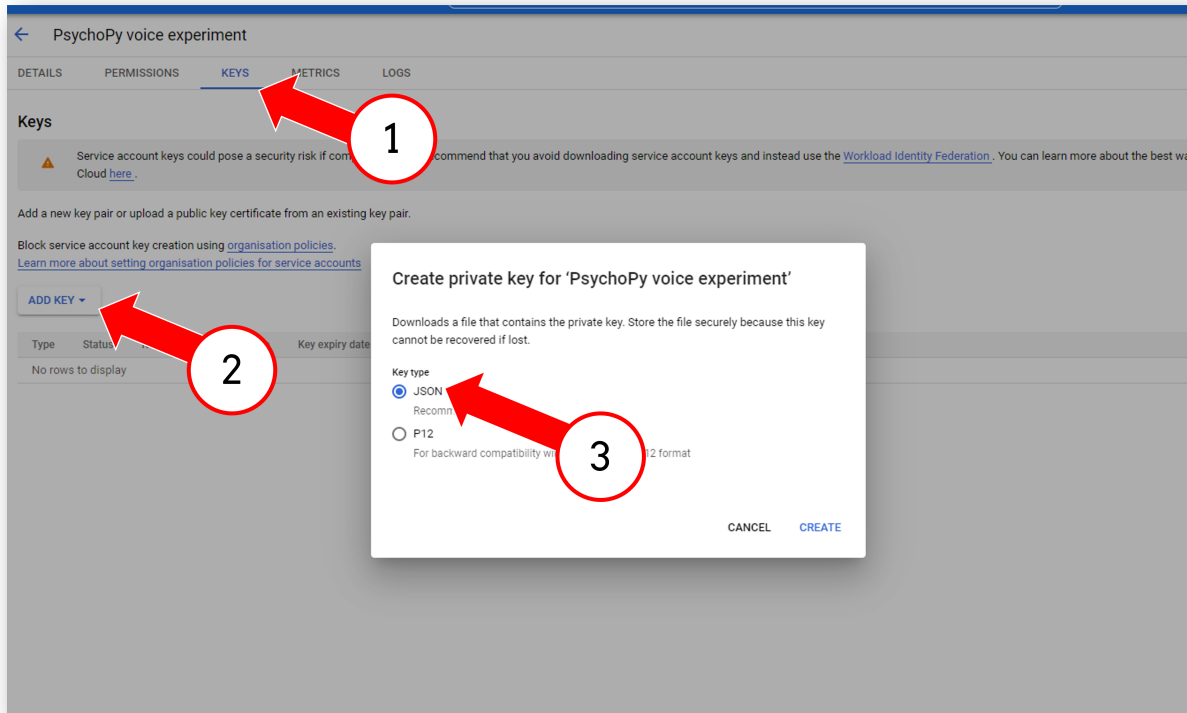 PsychoPy voice experiment
DETAILS PERMISSIONS KEYS METRICS LOGS
Keys
1
Service account keys could pose a security risk if commend that you avoid downloading service account keys and instead use the Workload Identity Federation . You can learn more about the best
Cloud here .
Add a new key pair or upload a public key certificate from an existing key pair.
Block service account key creation using organisation policies.
Learn more about setting organisation policies for service accounts
ADD KEY
2
Type Status Key expiry date
No rows to display
Create private key for ‘PsychoPy voice experiment’
Downloads a file that contains the private key. Store the file securely because this key
cannot be recovered if lost.
Key type
JSON
3
P12
For backward compatibility 12 format
CANCEL CREATE